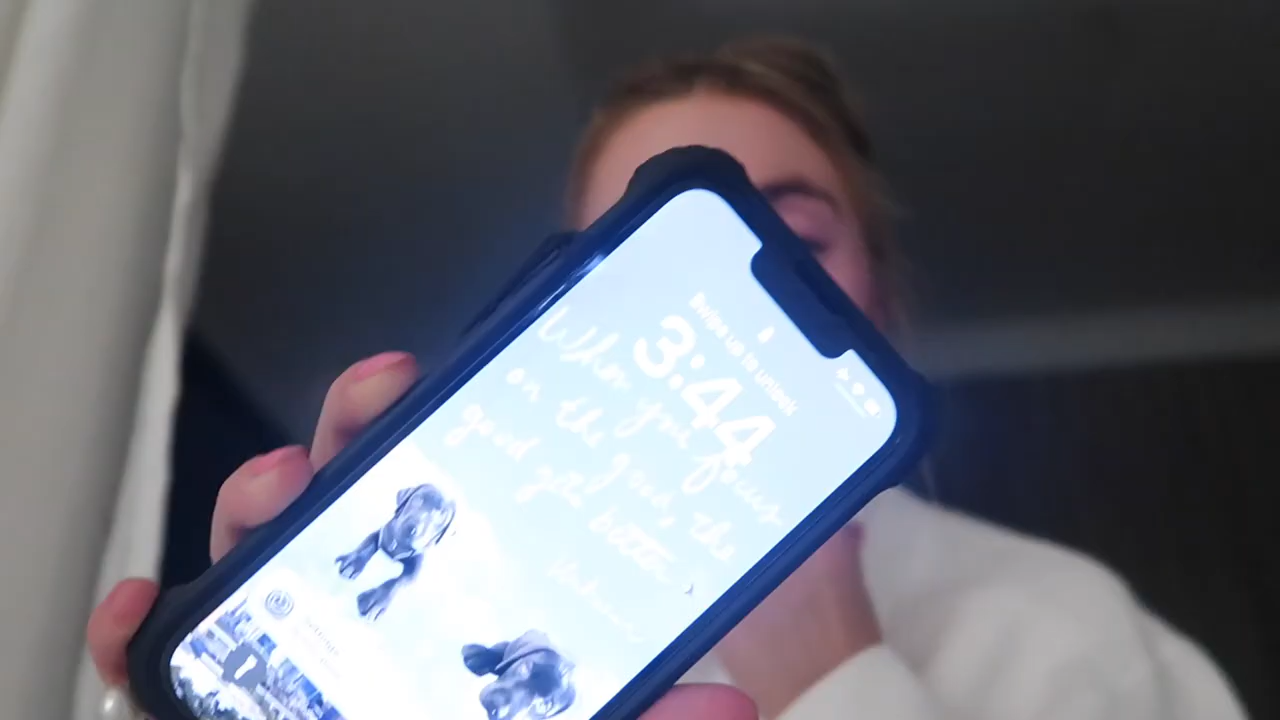 Swipe up to unlock
3:44
When you focus
on the good, the
good gets better